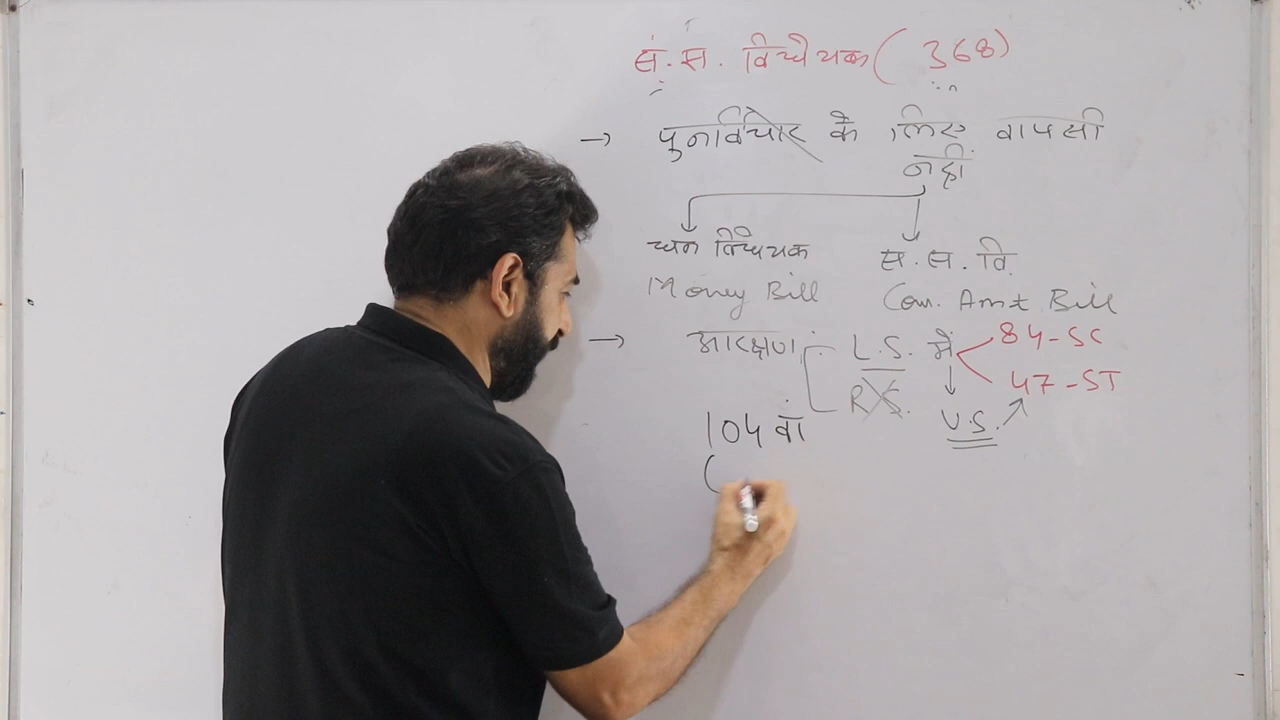 सं. स. विधेयक ( 368)
→ पुनर्विचार के लिए वापसी
नहीं
धन विधेयक
स. स. वि.
Money Bill
Con. Amt Bill
→ आरक्षण L.S. में 84-SC
47-ST
R.S.
V.S.
104 वां
(